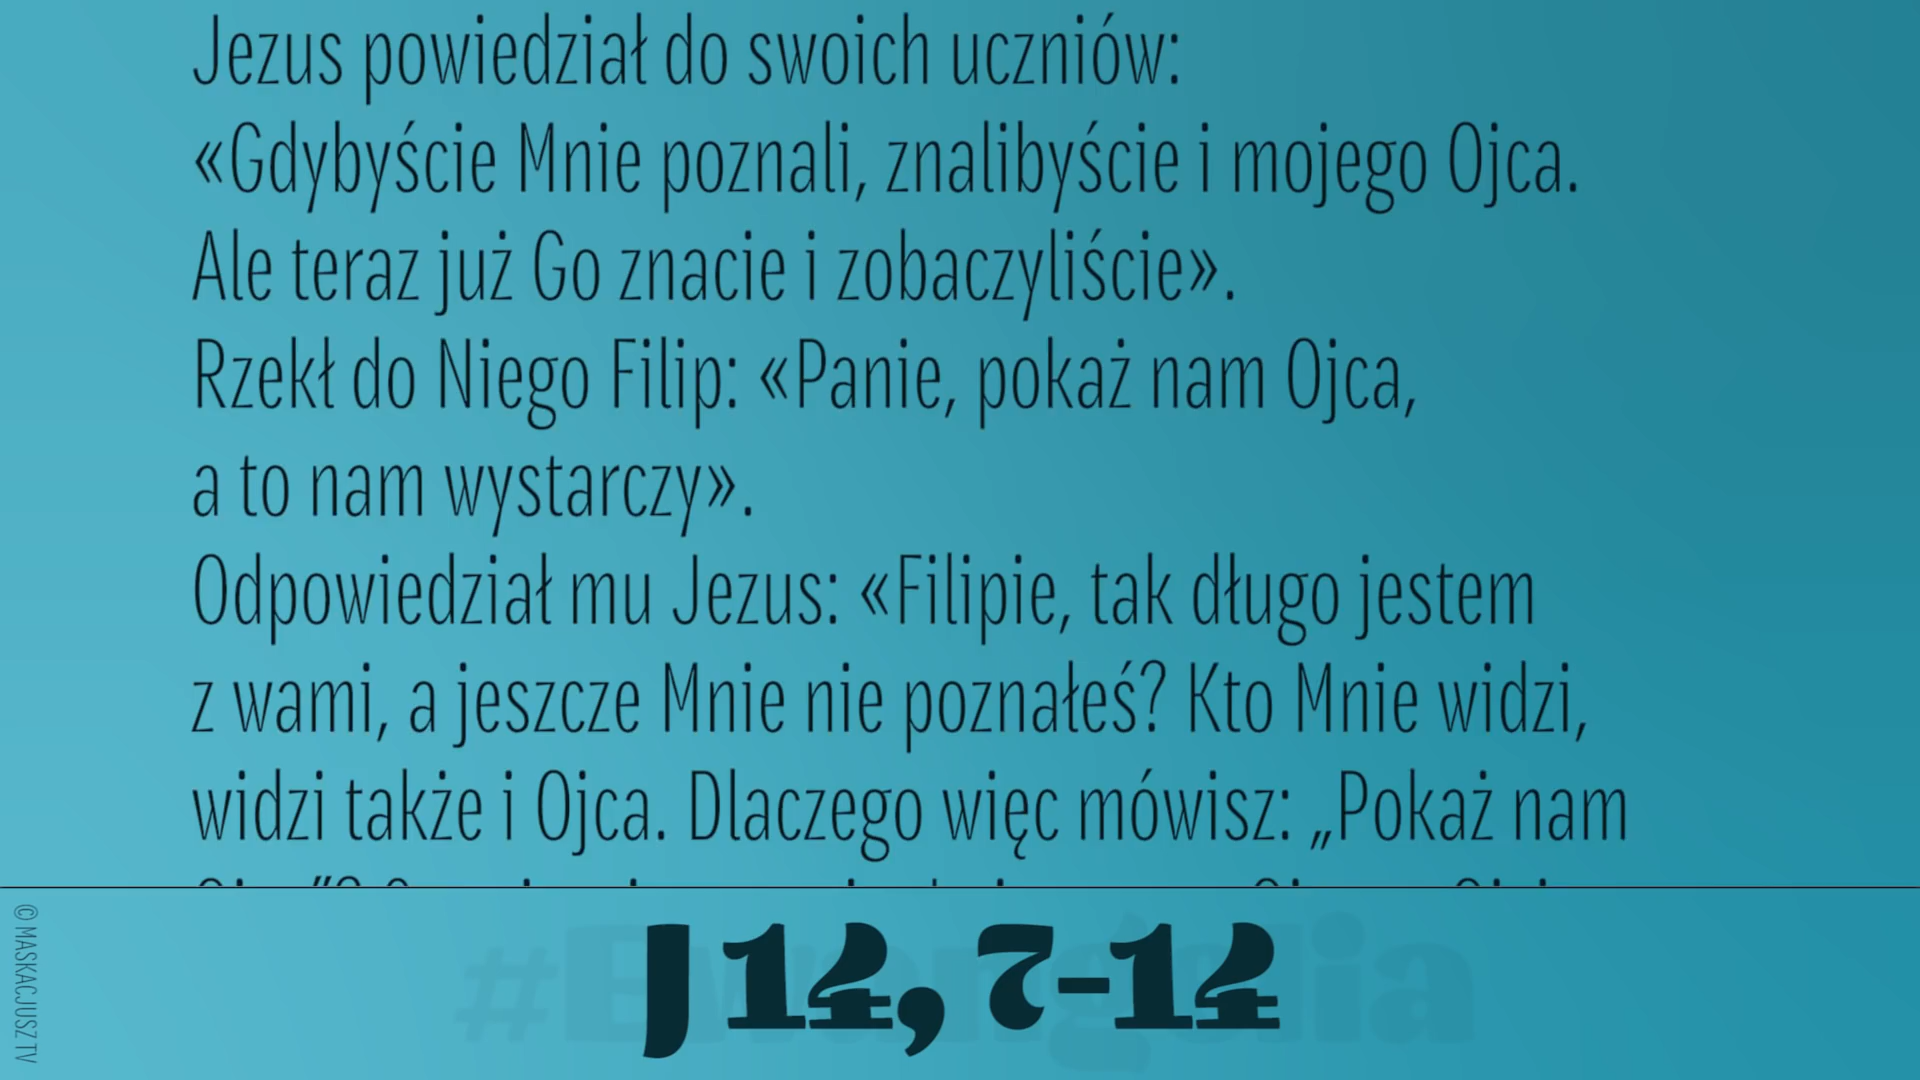 Jezus powiedział do swoich uczniów:
«Gdybyście Mnie poznali, znalibyście i mojego Ojca.
Ale teraz już Go znacie i zobaczyliście».
Rzekł do Niego Filip: «Panie, pokaż nam Ojca,
a to nam wystarczy».
Odpowiedział mu Jezus: «Filipie, tak długo jestem
z wami, a jeszcze Mnie nie poznałeś? Kto Mnie widzi,
widzi także i Ojca. Dlaczego więc mówisz: „Pokaż nam
#Ewangelia
J 14, 7-14
© MASKACJUSZ TV